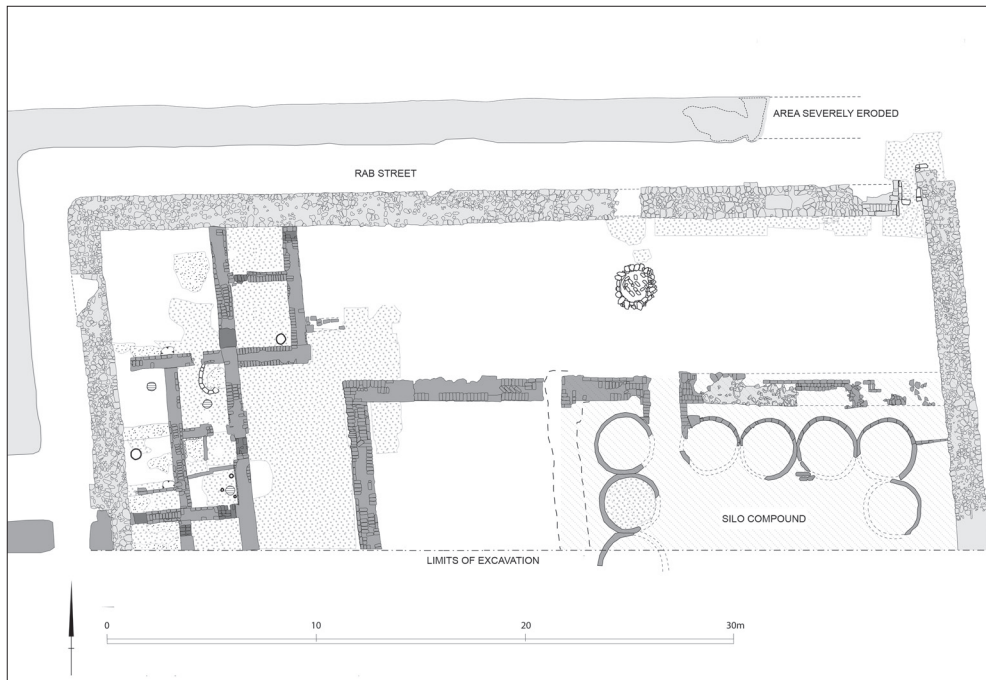 AREA SEVERELY ERODED
RAB STREET
SILO COMPOUND
LIMITS OF EXCAVATION
0 10 20 30m